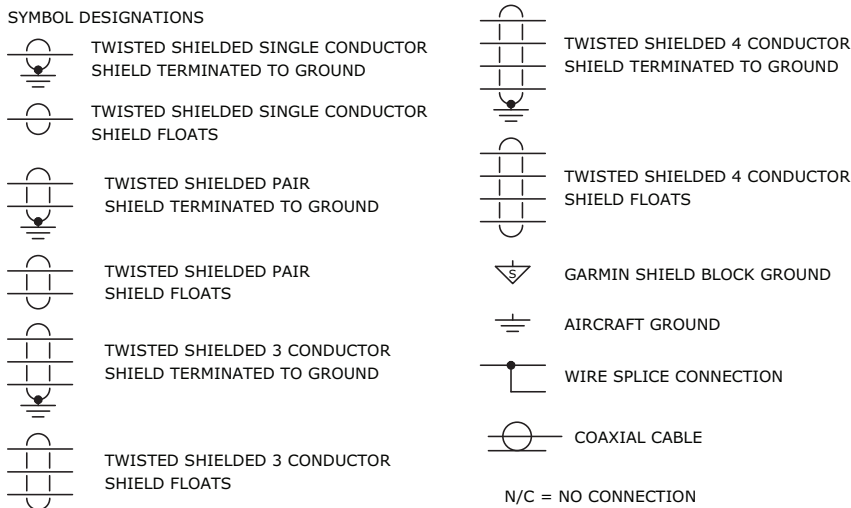 SYMBOL DESIGNATIONS
TWISTED SHIELDED SINGLE CONDUCTOR
SHIELD TERMINATED TO GROUND
TWISTED SHIELDED SINGLE CONDUCTOR
SHIELD FLOATS
TWISTED SHIELDED PAIR
SHIELD TERMINATED TO GROUND
TWISTED SHIELDED PAIR
SHIELD FLOATS
TWISTED SHIELDED 3 CONDUCTOR
SHIELD TERMINATED TO GROUND
TWISTED SHIELDED 3 CONDUCTOR
SHIELD FLOATS
TWISTED SHIELDED 4 CONDUCTOR
SHIELD TERMINATED TO GROUND
TWISTED SHIELDED 4 CONDUCTOR
SHIELD FLOATS
S
GARMIN SHIELD BLOCK GROUND
AIRCRAFT GROUND
WIRE SPLICE CONNECTION
COAXIAL CABLE
N/C = NO CONNECTION